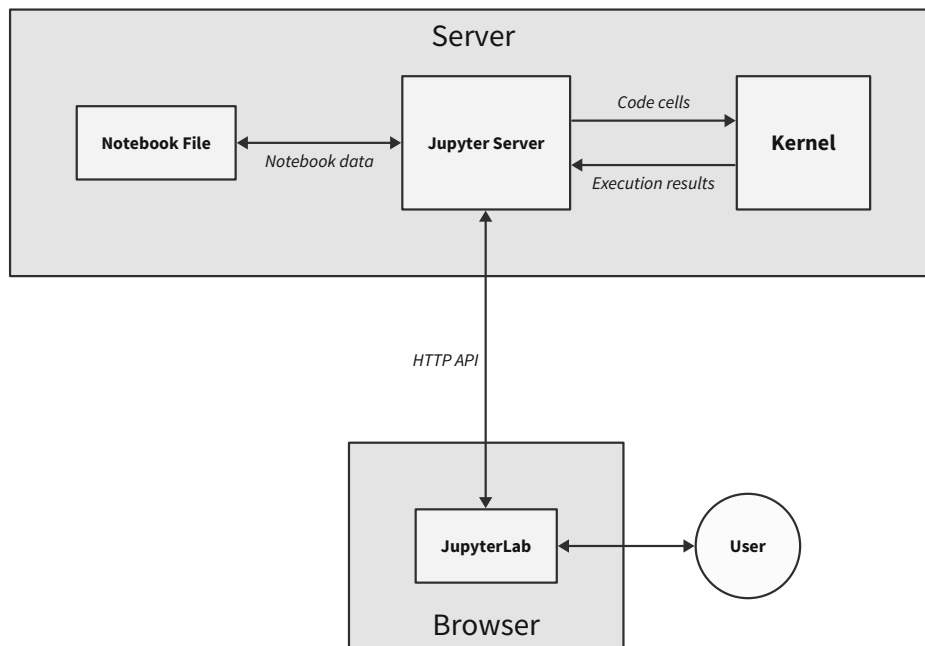 Server
Notebook File
Notebook data
Jupyter Server
Code cells
Execution results
Kernel
HTTP API
JupyterLab
User
Browser